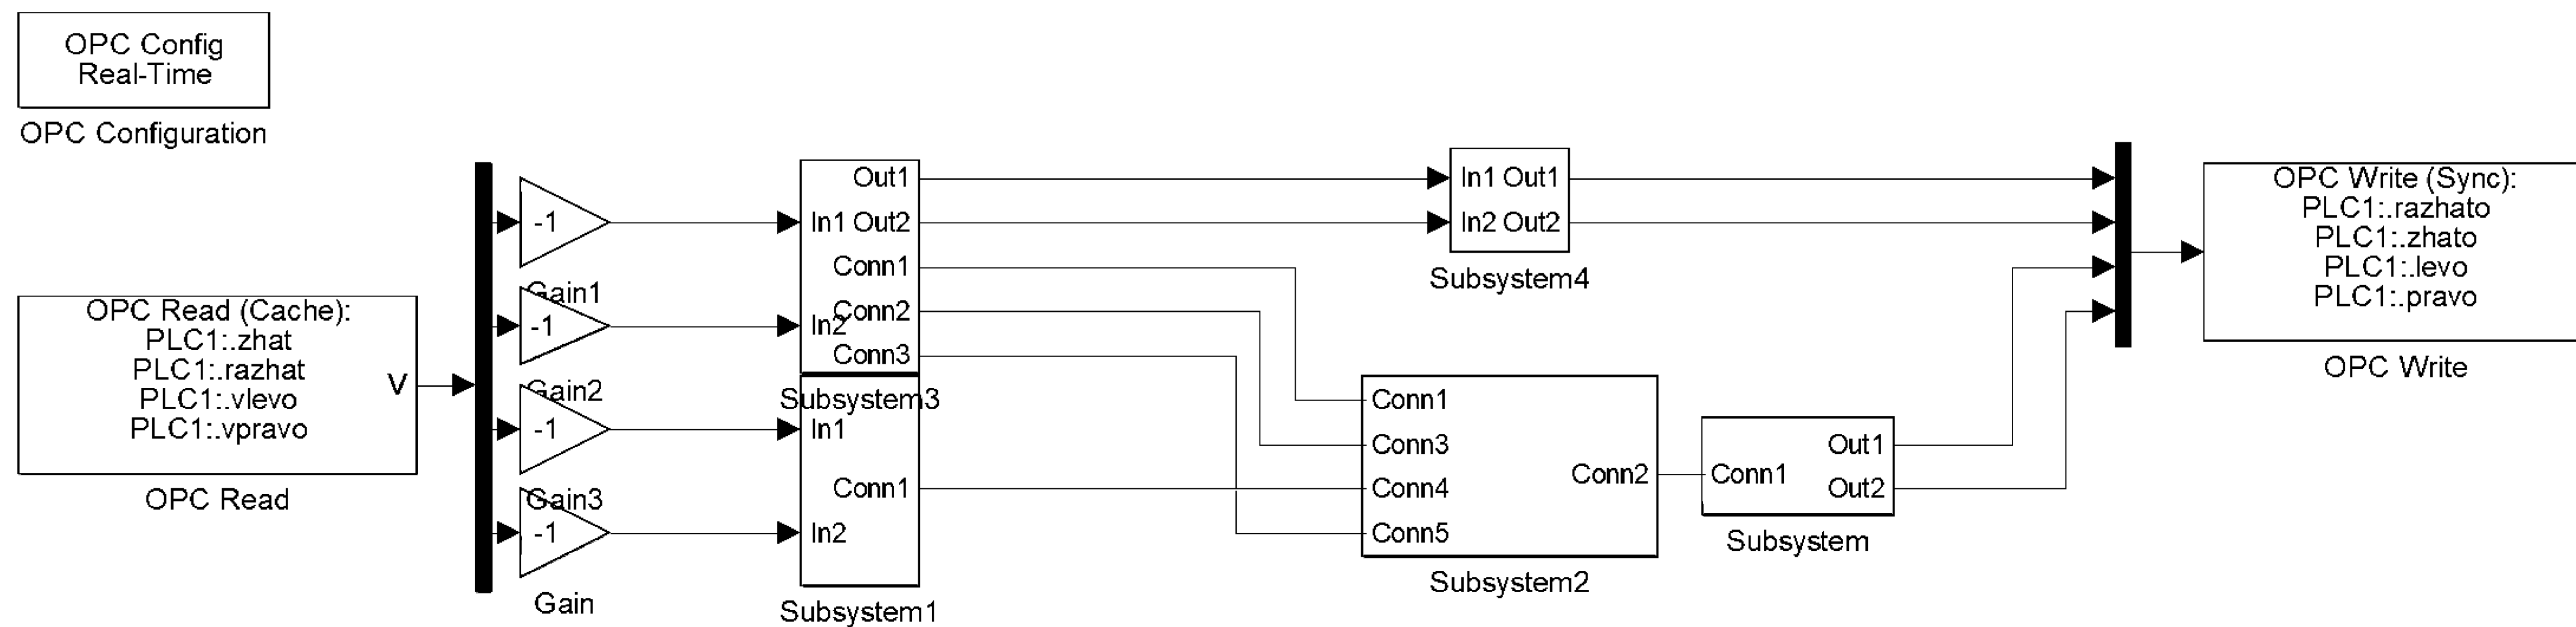 OPC Config
Real-Time
OPC Configuration
OPC Read (Cache):
PLC1:.zhat
PLC1:.razhat
PLC1:.vlevo
PLC1:.vpravo
V
OPC Read
-1
Gain1
-1
Gain2
-1
Gain3
-1
Gain
Out1
In1 Out2
Conn1
Conn2
In2
Conn3
Subsystem3
In1
Conn1
In2
Subsystem1
In1 Out1
In2 Out2
Subsystem4
Conn1
Conn3
Conn2
Conn4
Conn5
Subsystem2
Out1
Conn1
Out2
Subsystem
OPC Write (Sync):
PLC1:.razhato
PLC1:.zhato
PLC1:.levo
PLC1:.pravo
OPC Write